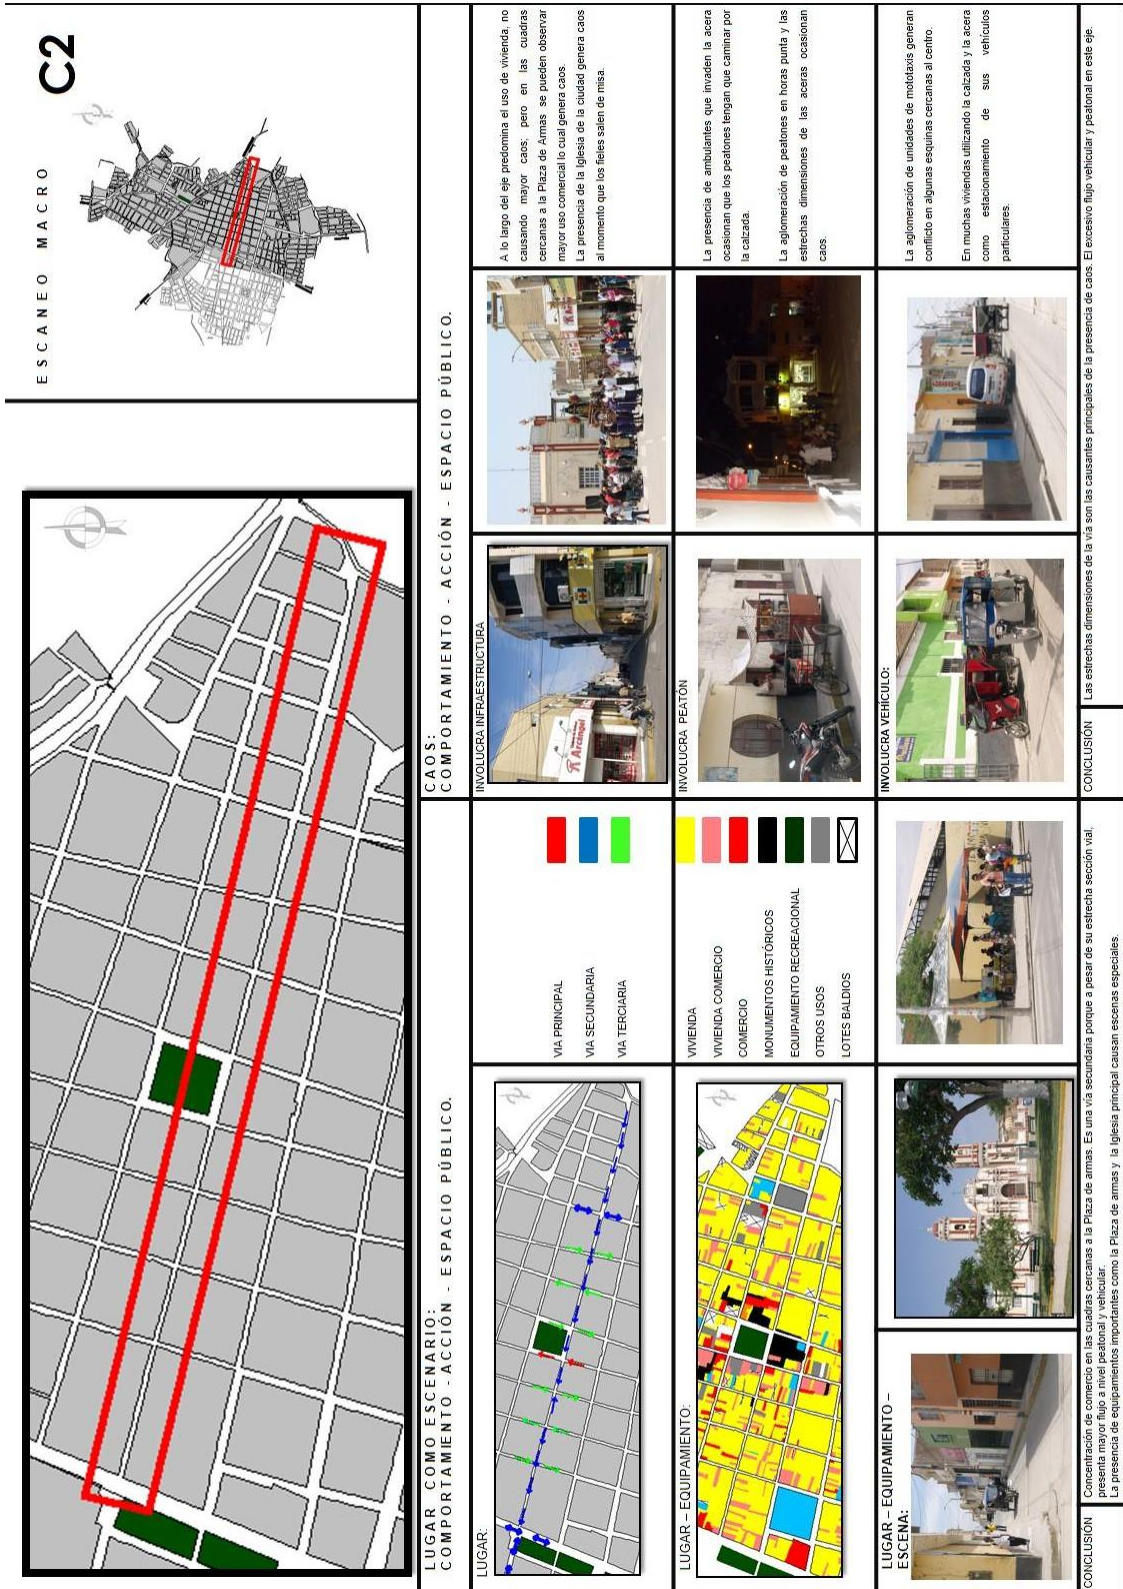 ESCANEO MACRO
C2
LUGAR COMO ESCENARIO:
COMPORTAMIENTO - ACCIÓN - ESPACIO PÚBLICO.
LUGAR:
VIA PRINCIPAL
VIA SECUNDARIA
VIA TERCIARIA
LUGAR – EQUIPAMIENTO:
VIVIENDA
VIVIENDA COMERCIO
COMERCIO
MONUMENTOS HISTÓRICOS
EQUIPAMIENTO RECREACIONAL
OTROS USOS
LOTES BALDIOS
LUGAR – EQUIPAMIENTO –
ESCENA:
CONCLUSIÓN
Concentración de comercio en las cuadras cercanas a la Plaza de armas. Es una vía secundaria porque a pesar de su estrecha sección vial,
presenta mayor flujo a nivel peatonal y vehicular.
La presencia de equipamientos importantes como la Plaza de armas y la Iglesia principal causan escenas especiales.
CAOS:
COMPORTAMIENTO - ACCIÓN - ESPACIO PÚBLICO.
INVOLUCRA INFRAESTRUCTURA
Arcángel
A lo largo del eje predomina el uso de vivienda, no
causando mayor caos; pero en las cuadras
cercanas a la Plaza de Armas se pueden observar
mayor uso comercial lo cual genera caos.
La presencia de la Iglesia de la ciudad genera caos
al momento que los fieles salen de misa.
INVOLUCRA PEATÓN
La presencia de ambulantes que invaden la acera
ocasionan que los peatones tengan que caminar por
la calzada.
La aglomeración de peatones en horas punta y las
estrechas dimensiones de las aceras ocasionan
caos.
INVOLUCRA VEHÍCULO:
La aglomeración de unidades de mototaxis generan
conflicto en algunas esquinas cercanas al centro.
En muchas viviendas utilizando la calzada y la acera
como estacionamiento de sus vehículos
particulares.
CONCLUSIÓN
Las estrechas dimensiones de la vía son las causantes principales de la presencia de caos. El excesivo flujo vehicular y peatonal en este eje.